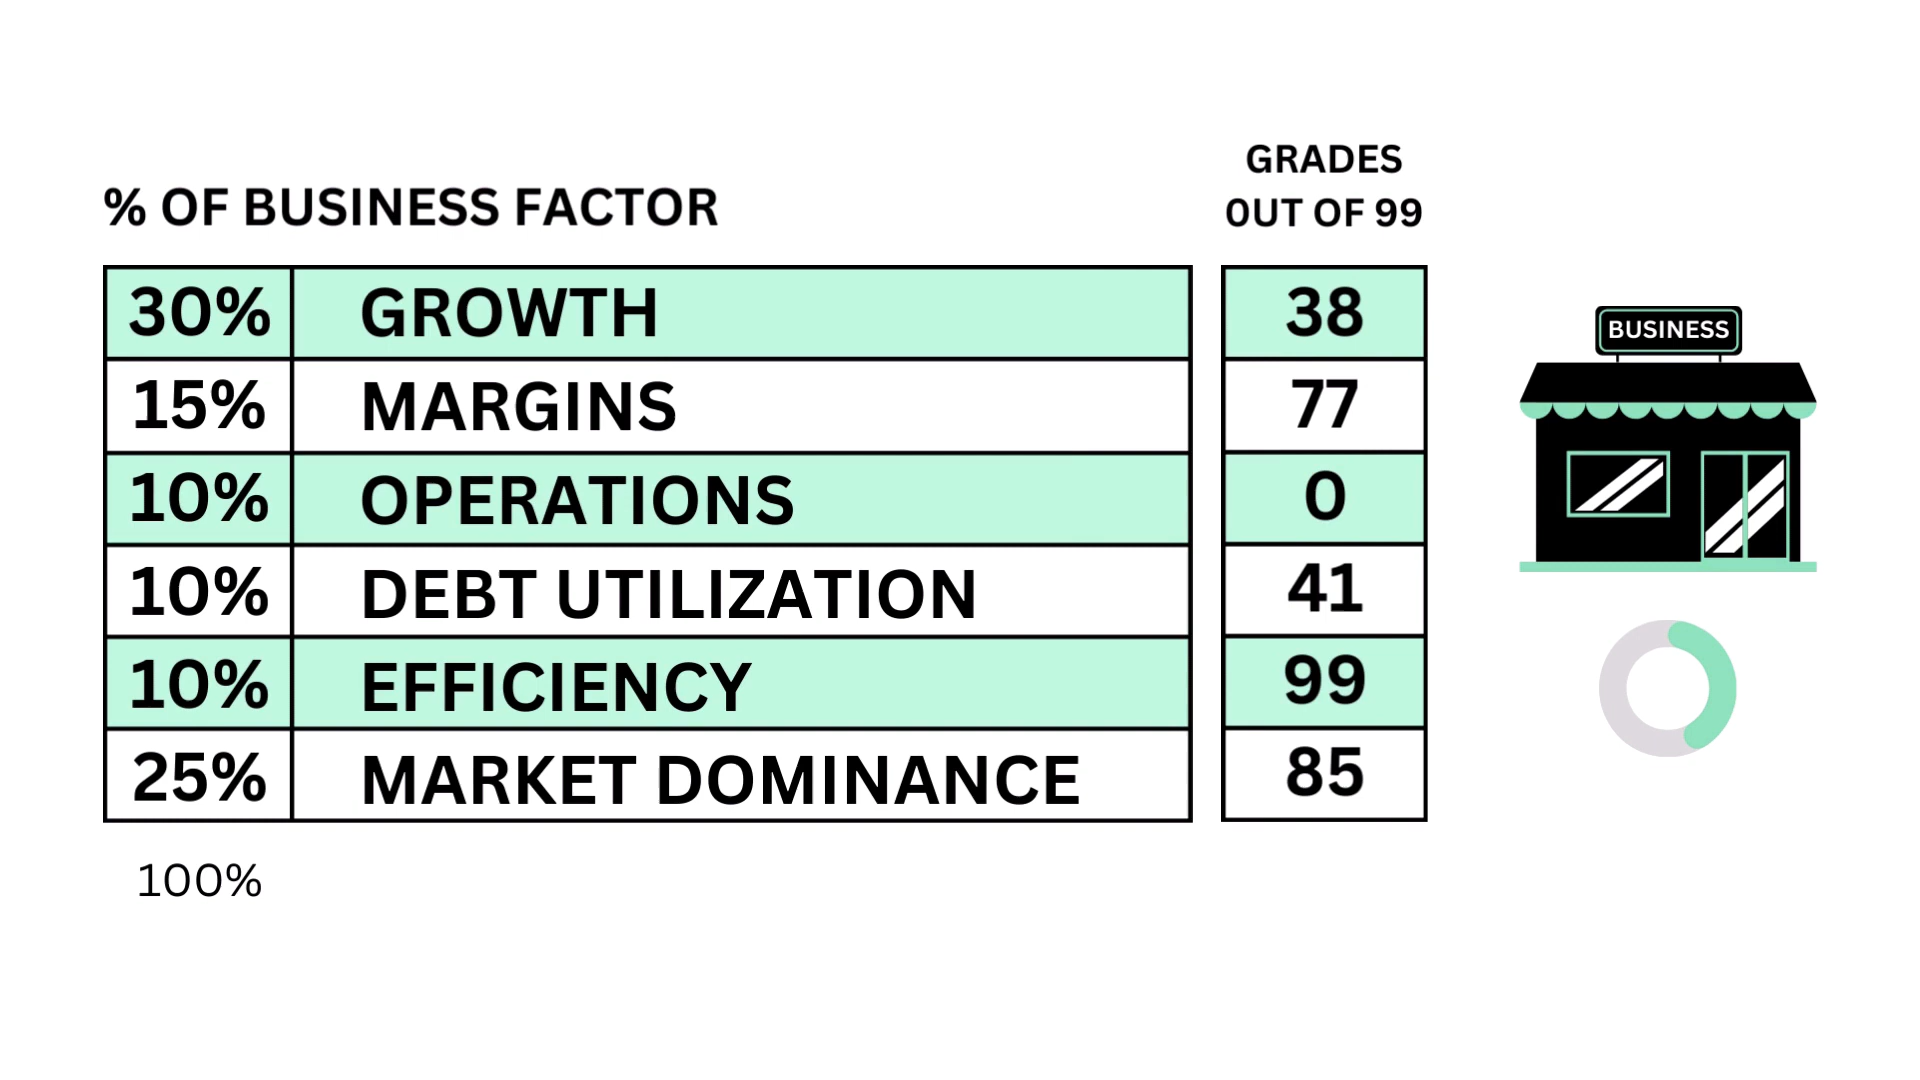 % OF BUSINESS FACTOR
GRADES
0UT OF 99
30% GROWTH 38
15% MARGINS 77
10% OPERATIONS 0
10% DEBT UTILIZATION 41
10% EFFICIENCY 99
25% MARKET DOMINANCE 85
100%
BUSINESS